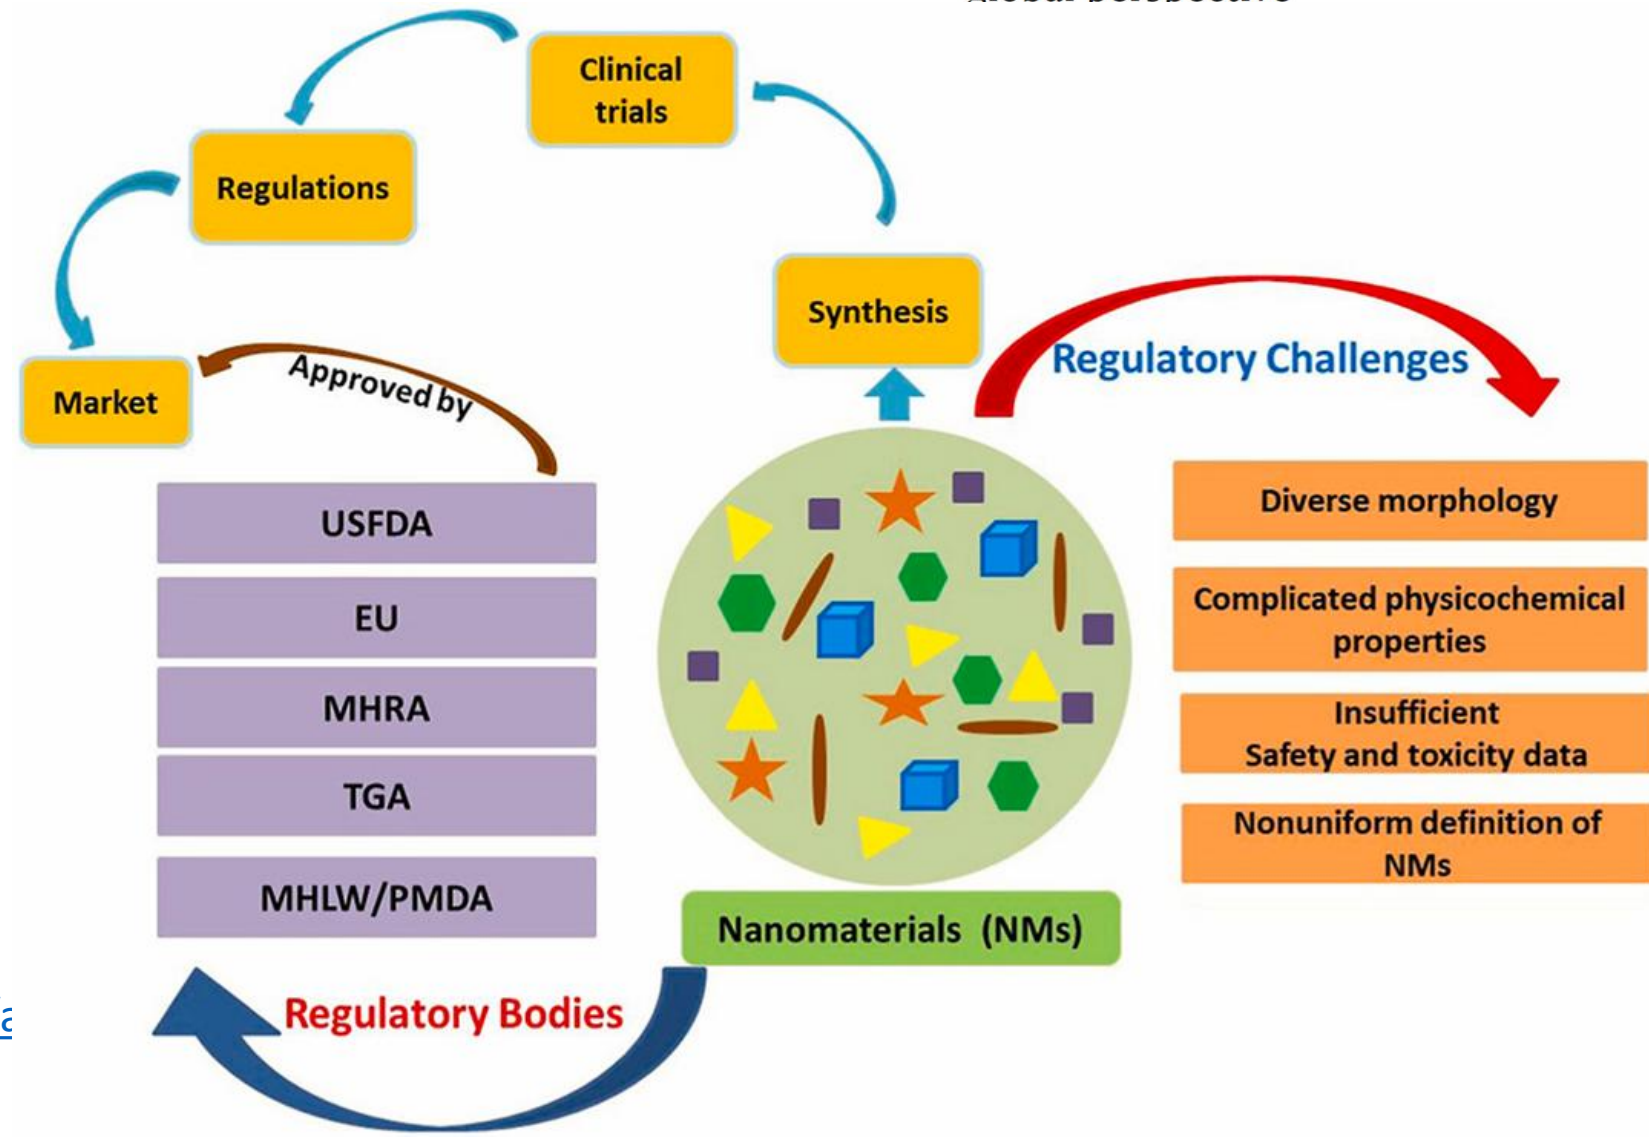 Clinical
trials
Regulations
Synthesis
Market
Approved by
Regulatory Challenges
USFDA
EU
MHRA
TGA
MHLW/PMDA
Diverse morphology
Complicated physicochemical
properties
Insufficient
Safety and toxicity data
Nonuniform definition of
NMs
Nanomaterials (NMs)
Regulatory Bodies